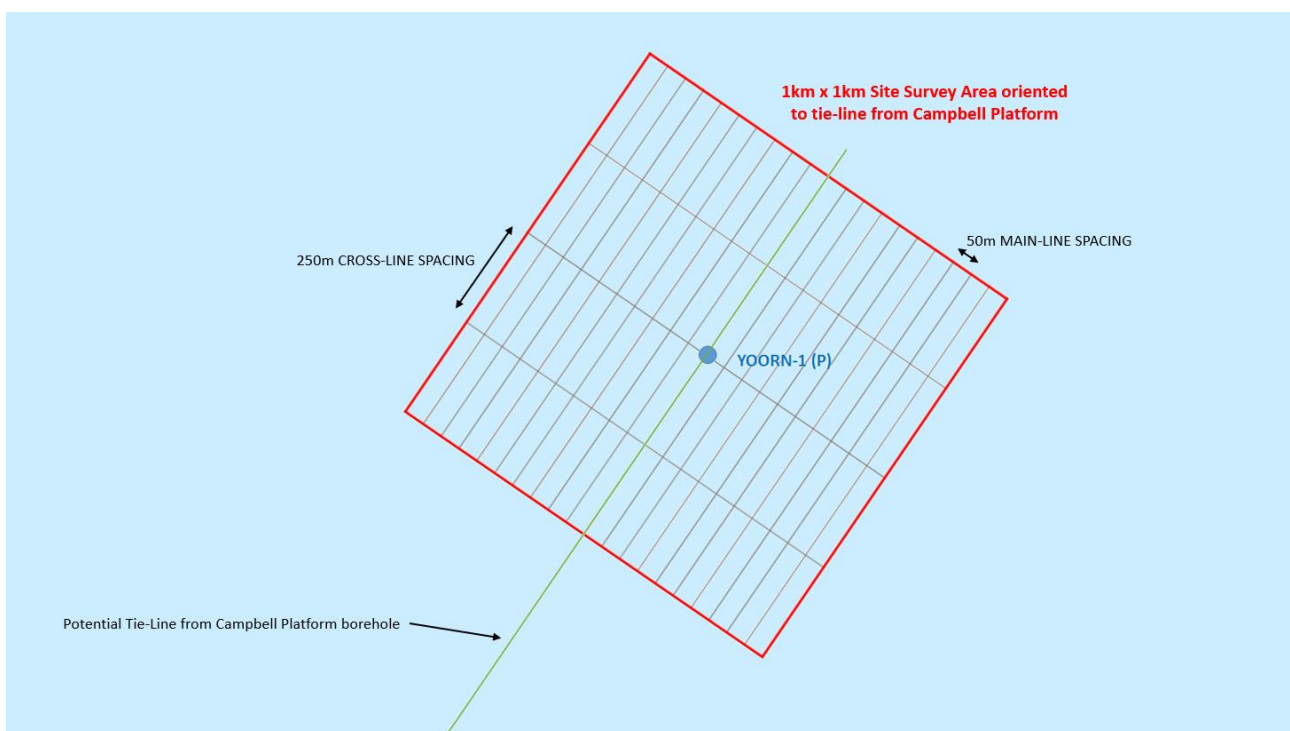 1km x 1km Site Survey Area oriented
to tie-line from Campbell Platform
50m MAIN-LINE SPACING
250m CROSS-LINE SPACING
YOORN-1 (P)
Potential Tie-Line from Campbell Platform borehole